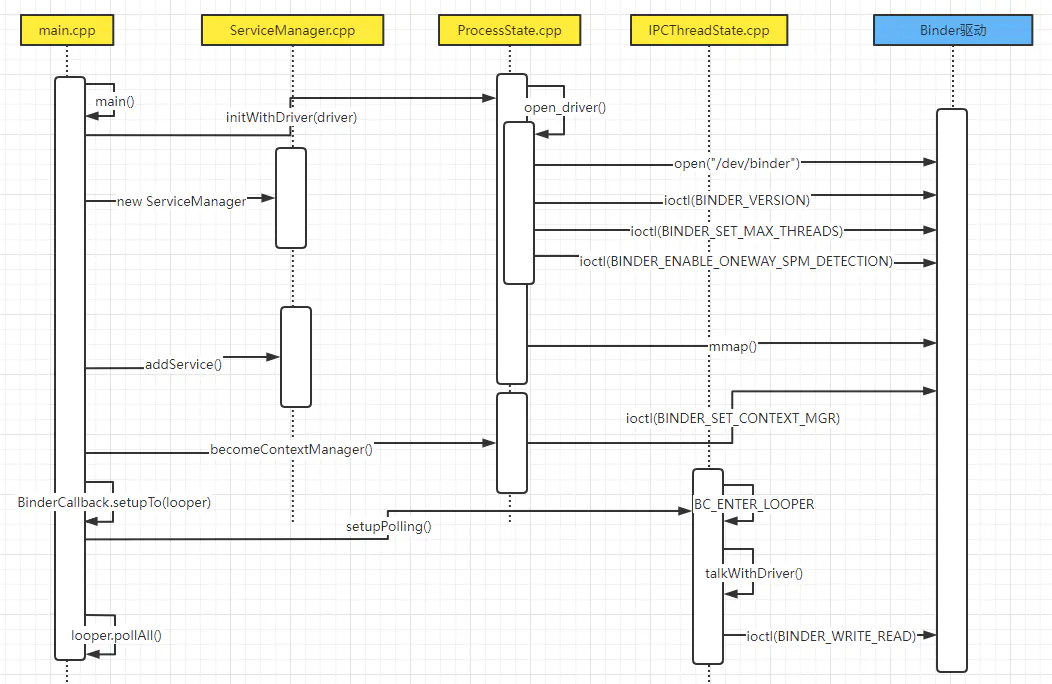 main.cpp
ServiceManager.cpp
ProcessState.cpp
IPCThreadState.cpp
Binder驱动
main()
open_driver()
initWithDriver(driver)
open("/dev/binder")
new ServiceManager
ioctl(BINDER_VERSION)
ioctl(BINDER_SET_MAX_THREADS)
ioctl(BINDER_ENABLE_ONEWAY_SPM_DETECTION)
mmap()
addService()
ioctl(BINDER_SET_CONTEXT_MGR)
becomeContextManager()
BinderCallback.setupTo(looper)
BC_ENTER_LOOPER
setupPolling()
talkWithDriver()
looper.pollAll()
ioctl(BINDER_WRITE_READ)